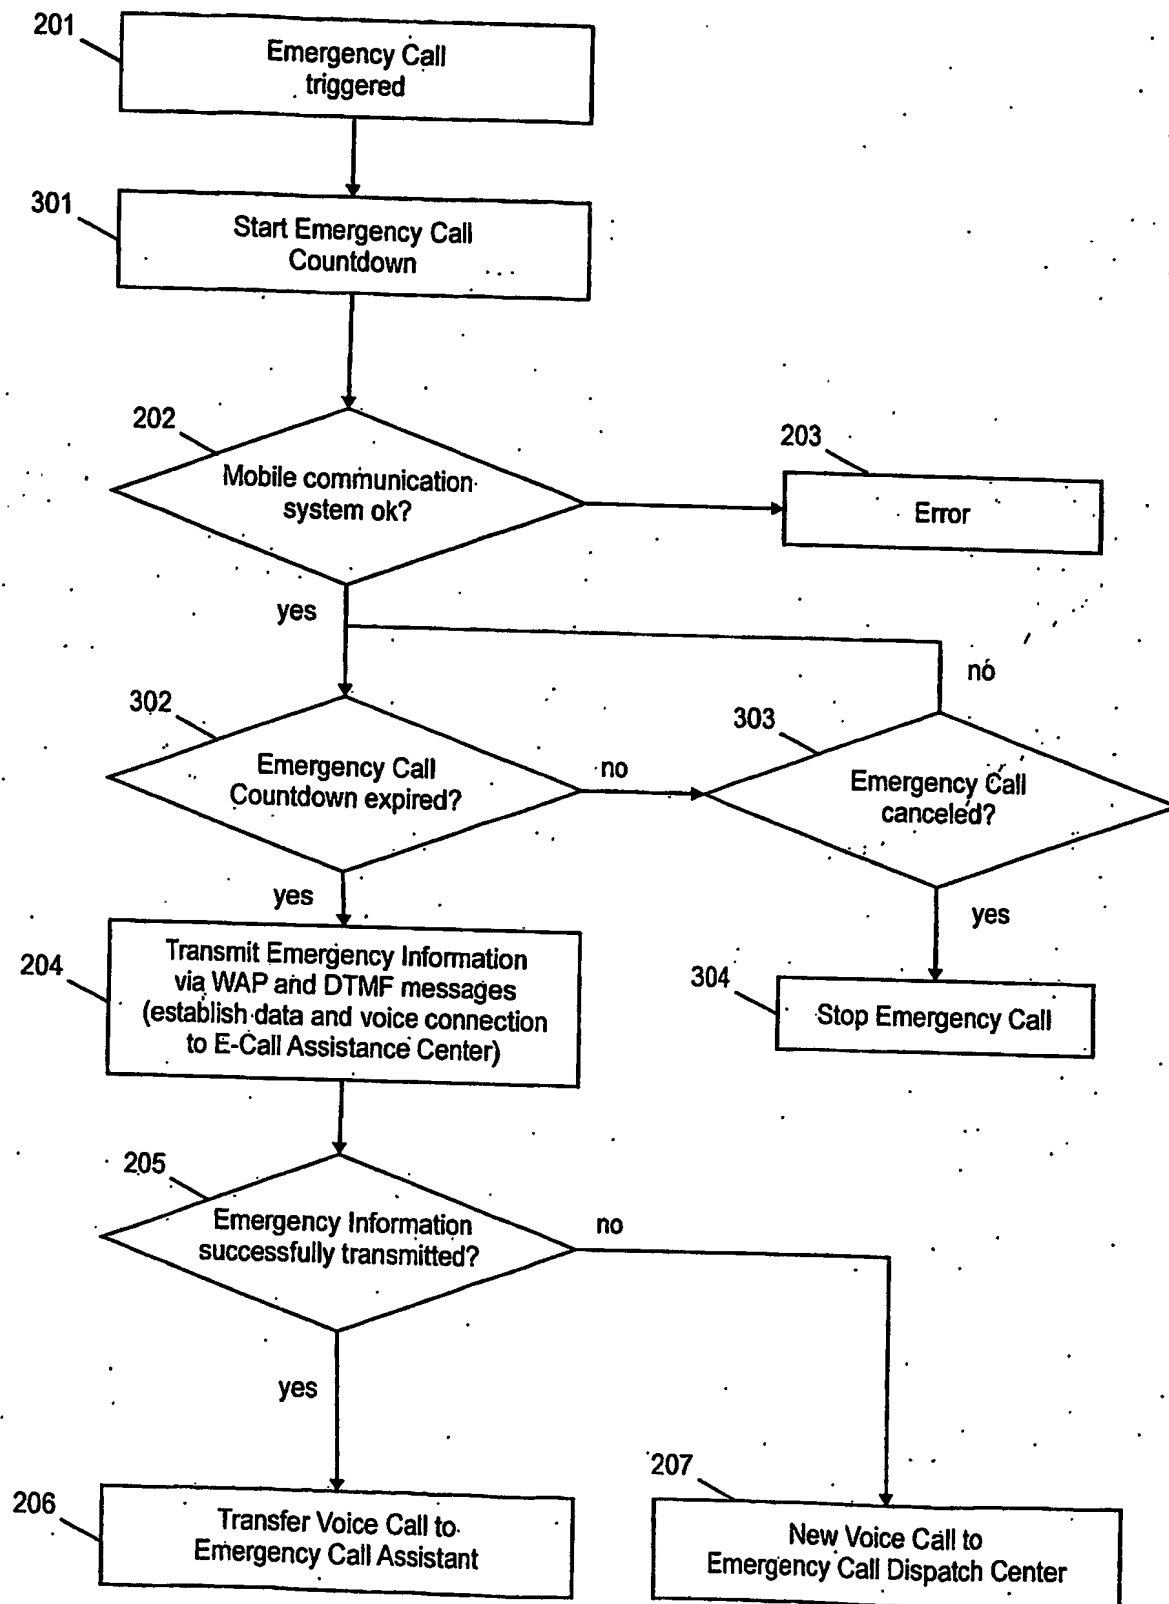 201
Emergency Call
triggered
301
Start Emergency Call
Countdown
202
Mobile communication
system ok?
203
Error
yes
no
302
Emergency Call
Countdown expired?
no
303
Emergency Call
canceled?
yes
yes
204
Transmit Emergency Information
via WAP and DTMF messages
(establish data and voice connection
to E-Call Assistance Center)
304
Stop Emergency Call
205
Emergency Information
successfully transmitted?
no
yes
206
Transfer Voice Call to
Emergency Call Assistant
207
New Voice Call to
Emergency Call Dispatch Center